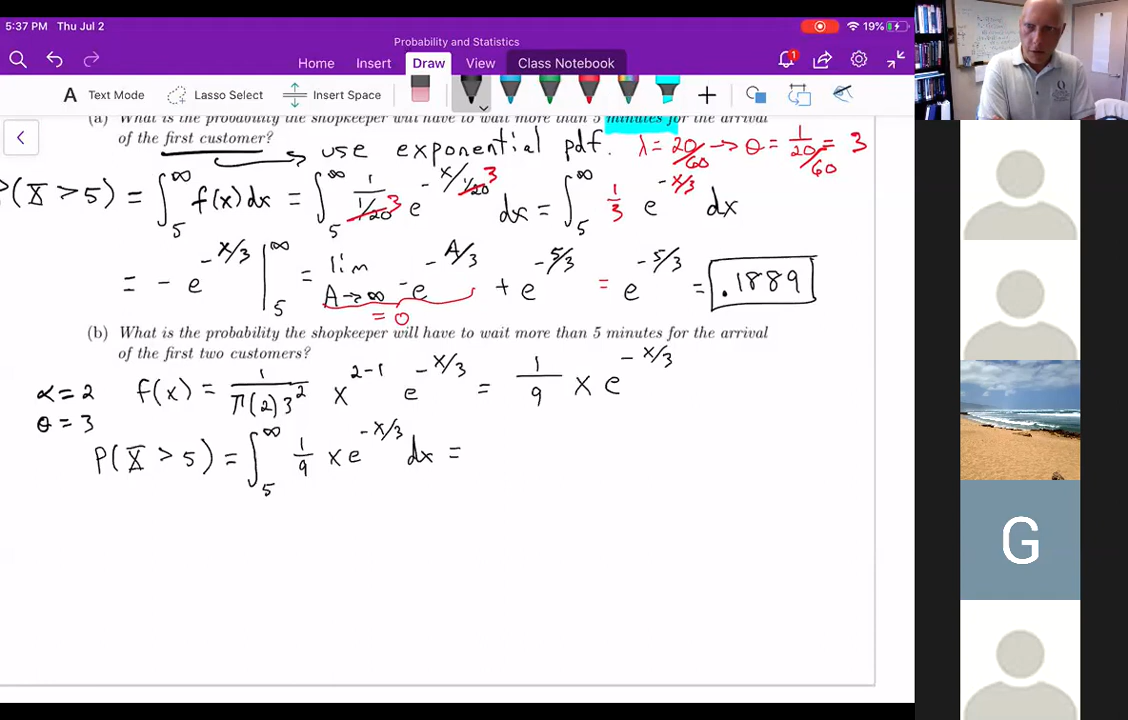 5:37 PM Thu Jul 2
19%
Probability and Statistics
Home Insert Draw View Class Notebook
1
A Text Mode Lasso Select Insert Space
(a) What is the probability the shopkeeper will have to wait more than 5 minutes for the arrival
of the first customer?
use exponential pdf. λ = 20/60 → θ = 1/(20/60) = 3
P(X > 5) = ∫_5^∞ f(x)dx = ∫_5^∞ 1/(1/20) 3 e^(-x/(1/20) 3) dx = ∫_5^∞ 1/3 e^(-x/3) dx
= -e^(-x/3) |_5^∞ = lim A→∞ -e^(-A/3) + e^(-5/3) = e^(-5/3) = .1889
= 0
(b) What is the probability the shopkeeper will have to wait more than 5 minutes for the arrival
of the first two customers?
α = 2 f(x) = 1/(Γ(2)3^2) x^(2-1) e^(-x/3) = 1/9 x e^(-x/3)
θ = 3
P(X > 5) = ∫_5^∞ 1/9 x e^(-x/3) dx =
G